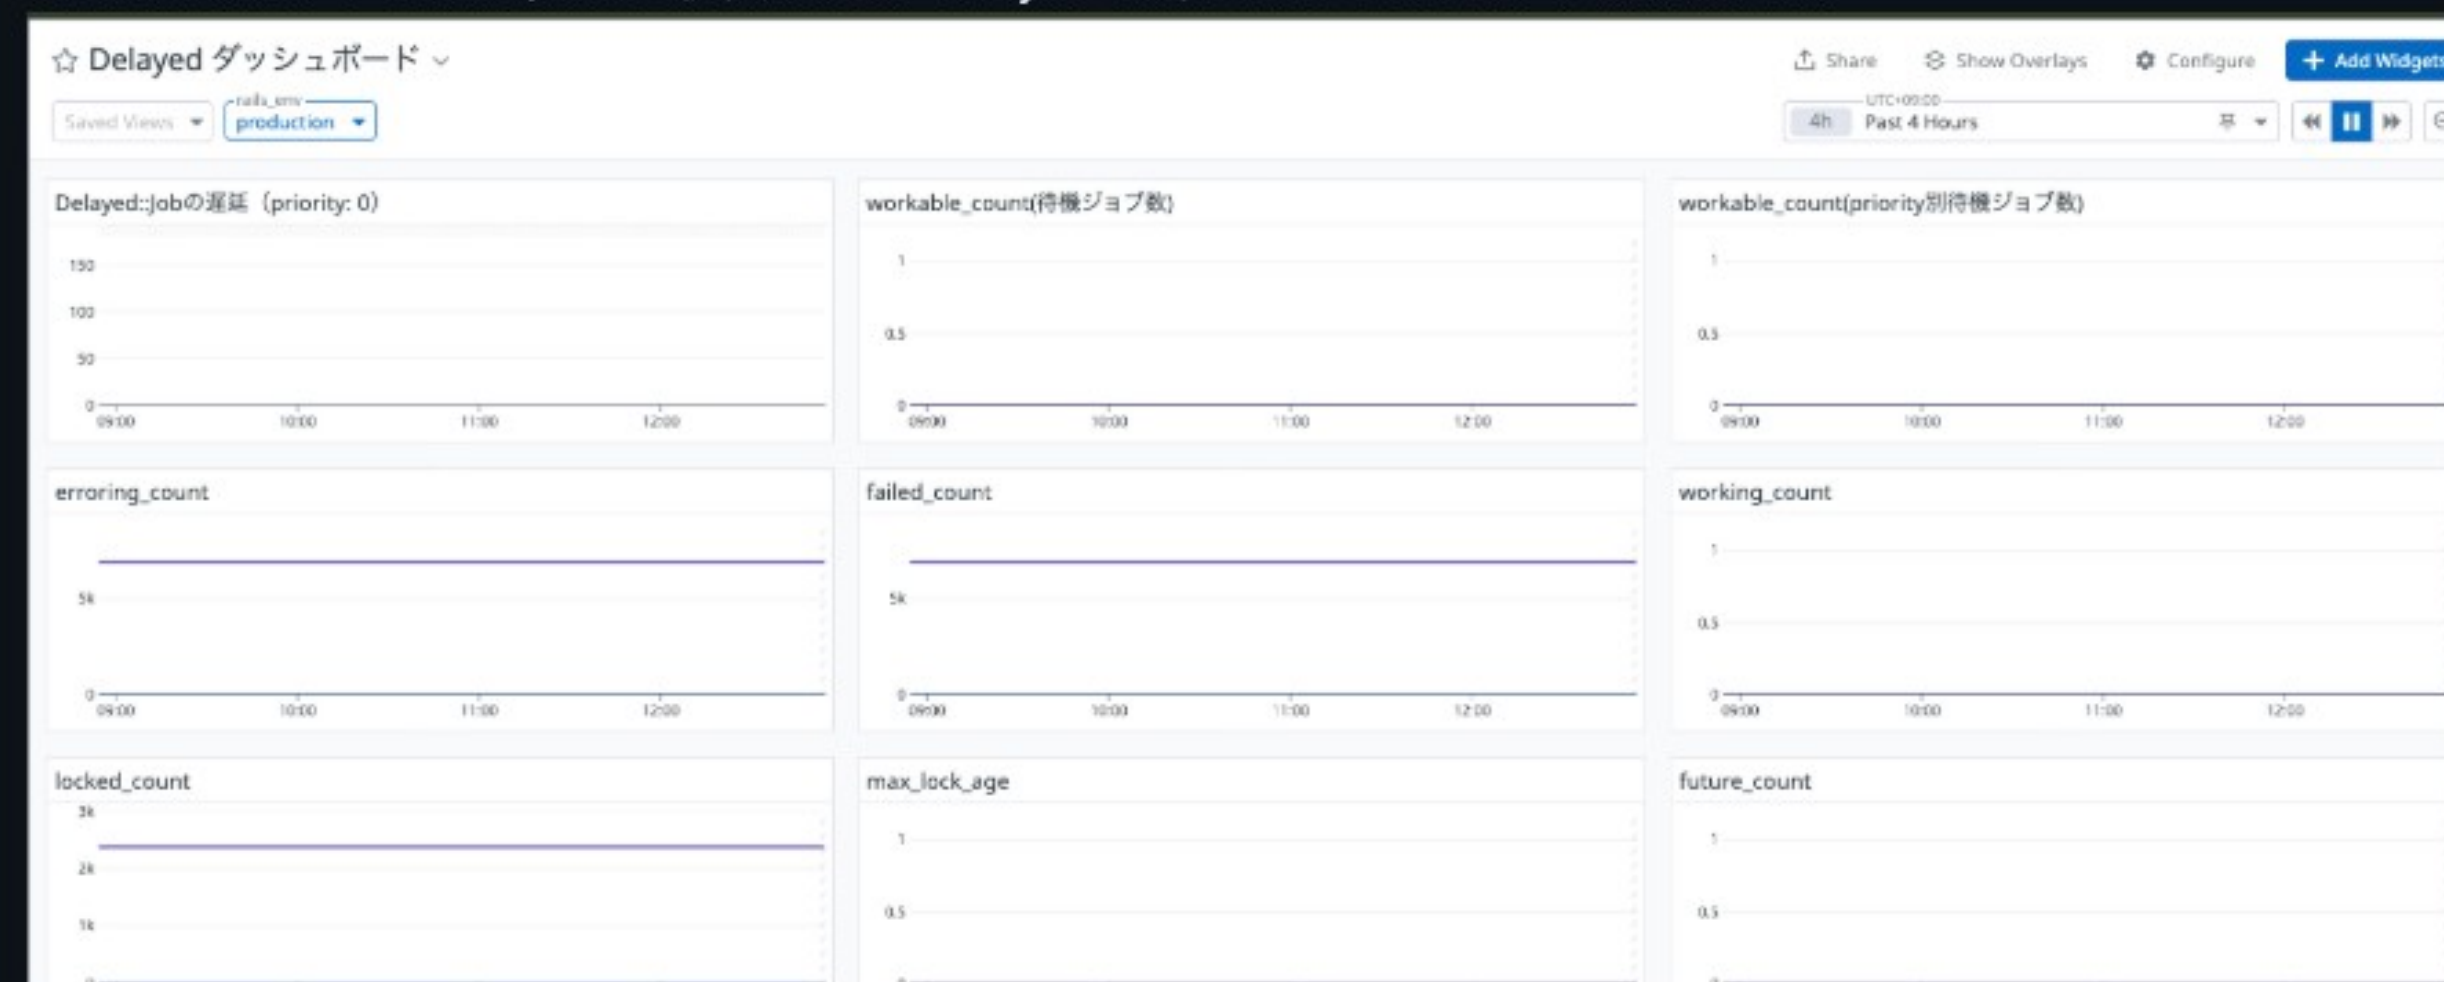 Delayed ダッシュボード
Share
Show Overlays
Configure
+ Add Widgets
Saved Views
rails_env
production
UTC+09:00
4h Past 4 Hours
Delayed::Jobの遅延（priority: 0）
150
100
50
0
09:00 10:00 11:00 12:00
workable_count(待機ジョブ数)
1
0.5
0
09:00 10:00 11:00 12:00
workable_count(priority別待機ジョブ数)
1
0.5
0
09:00 10:00 11:00 12:00
erroring_count
5k
0
09:00 10:00 11:00 12:00
failed_count
5k
0
09:00 10:00 11:00 12:00
working_count
1
0.5
0
09:00 10:00 11:00 12:00
locked_count
3k
2k
1k
max_lock_age
1
0.5
future_count
1
0.5